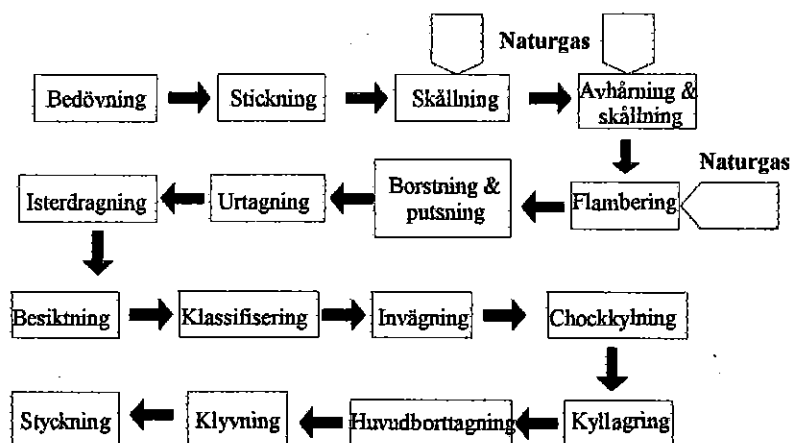 Naturgas
Bedövning
Stickning
Skållning
Avhårning &
skållning
Naturgas
Isterdragning
Urtagning
Borstning &
putsning
Flambering
Besiktning
Klassifisering
Invägning
Chockkylning
Styckning
Klyvning
Huvudborttagning
Kyllagring